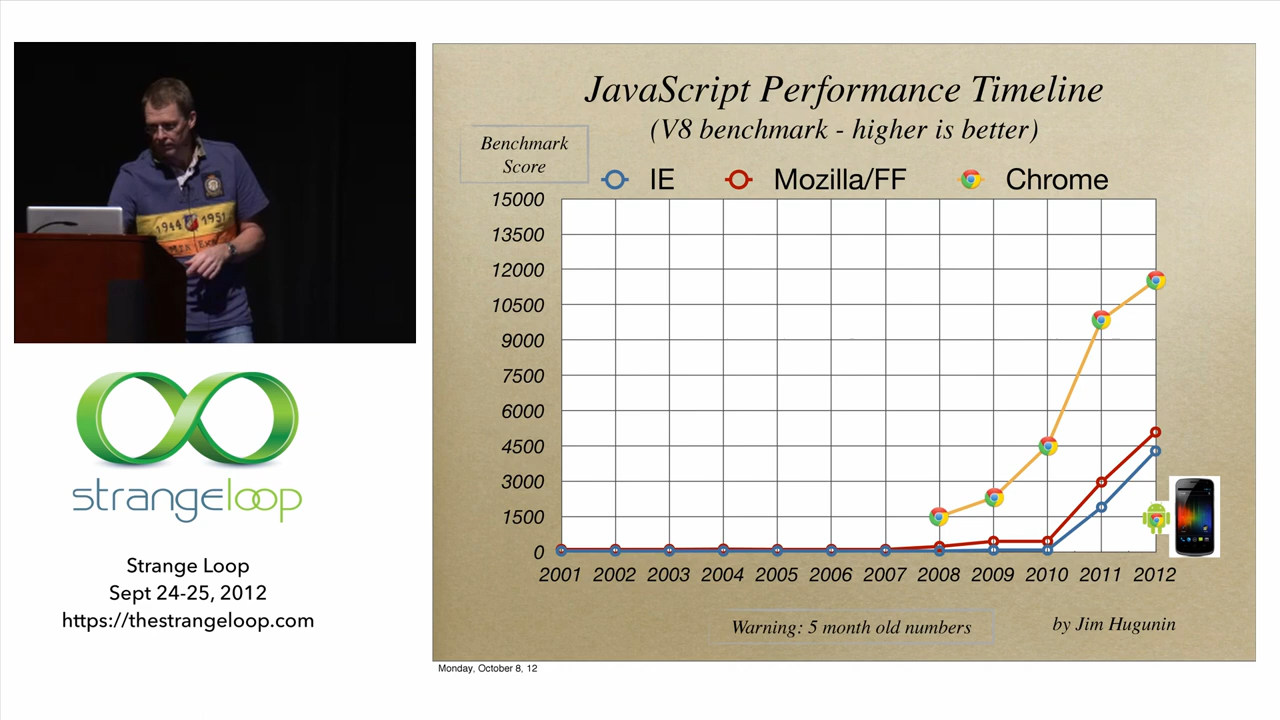 JavaScript Performance Timeline
(V8 benchmark - higher is better)
Benchmark
Score
IE
Mozilla/FF
Chrome
15000
13500
12000
10500
9000
7500
6000
4500
3000
1500
0
2001 2002 2003 2004 2005 2006 2007 2008 2009 2010 2011 2012
Warning: 5 month old numbers
by Jim Hugunin
Monday, October 8, 12
1944 1951
strangeloop
Strange Loop
Sept 24-25, 2012
https://thestrangeloop.com